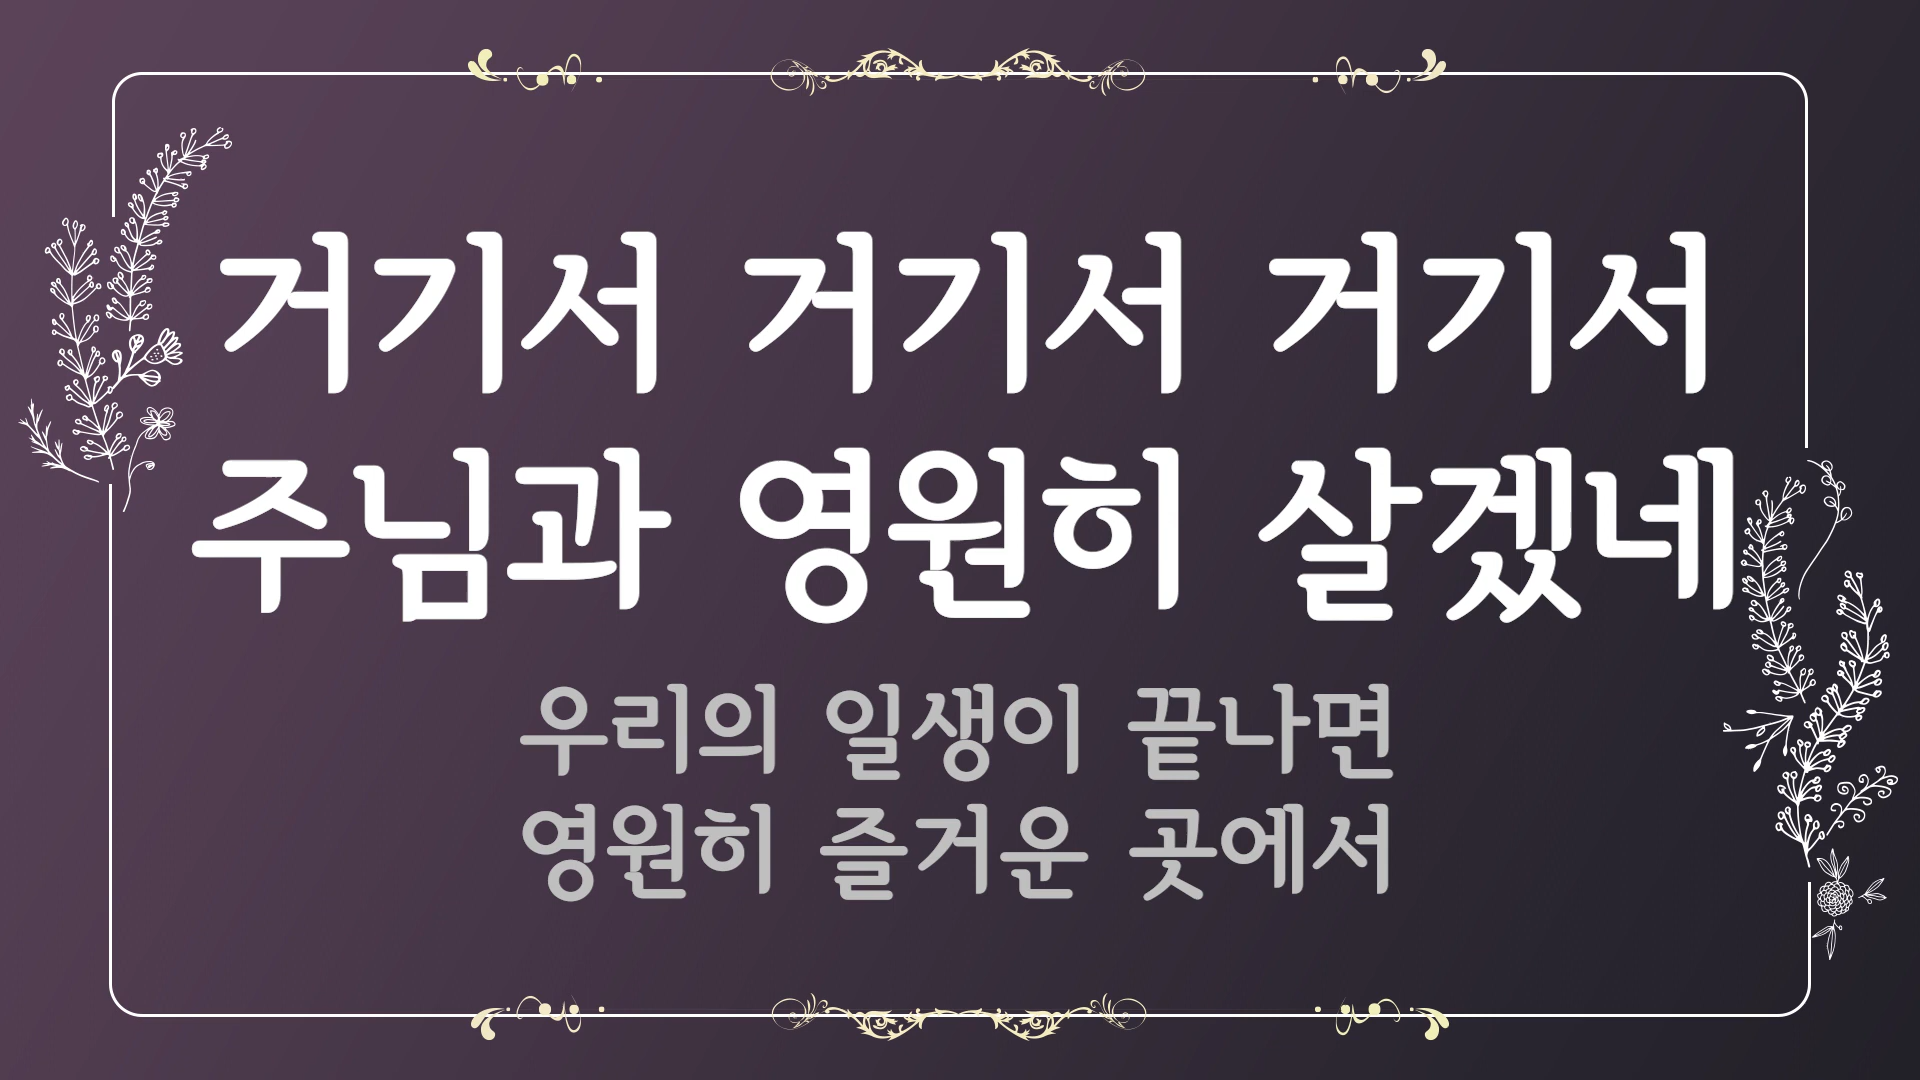 거기서 거기서 거기서
주님과 영원히 살겠네
우리의 일생이 끝나면
영원히 즐거운 곳에서